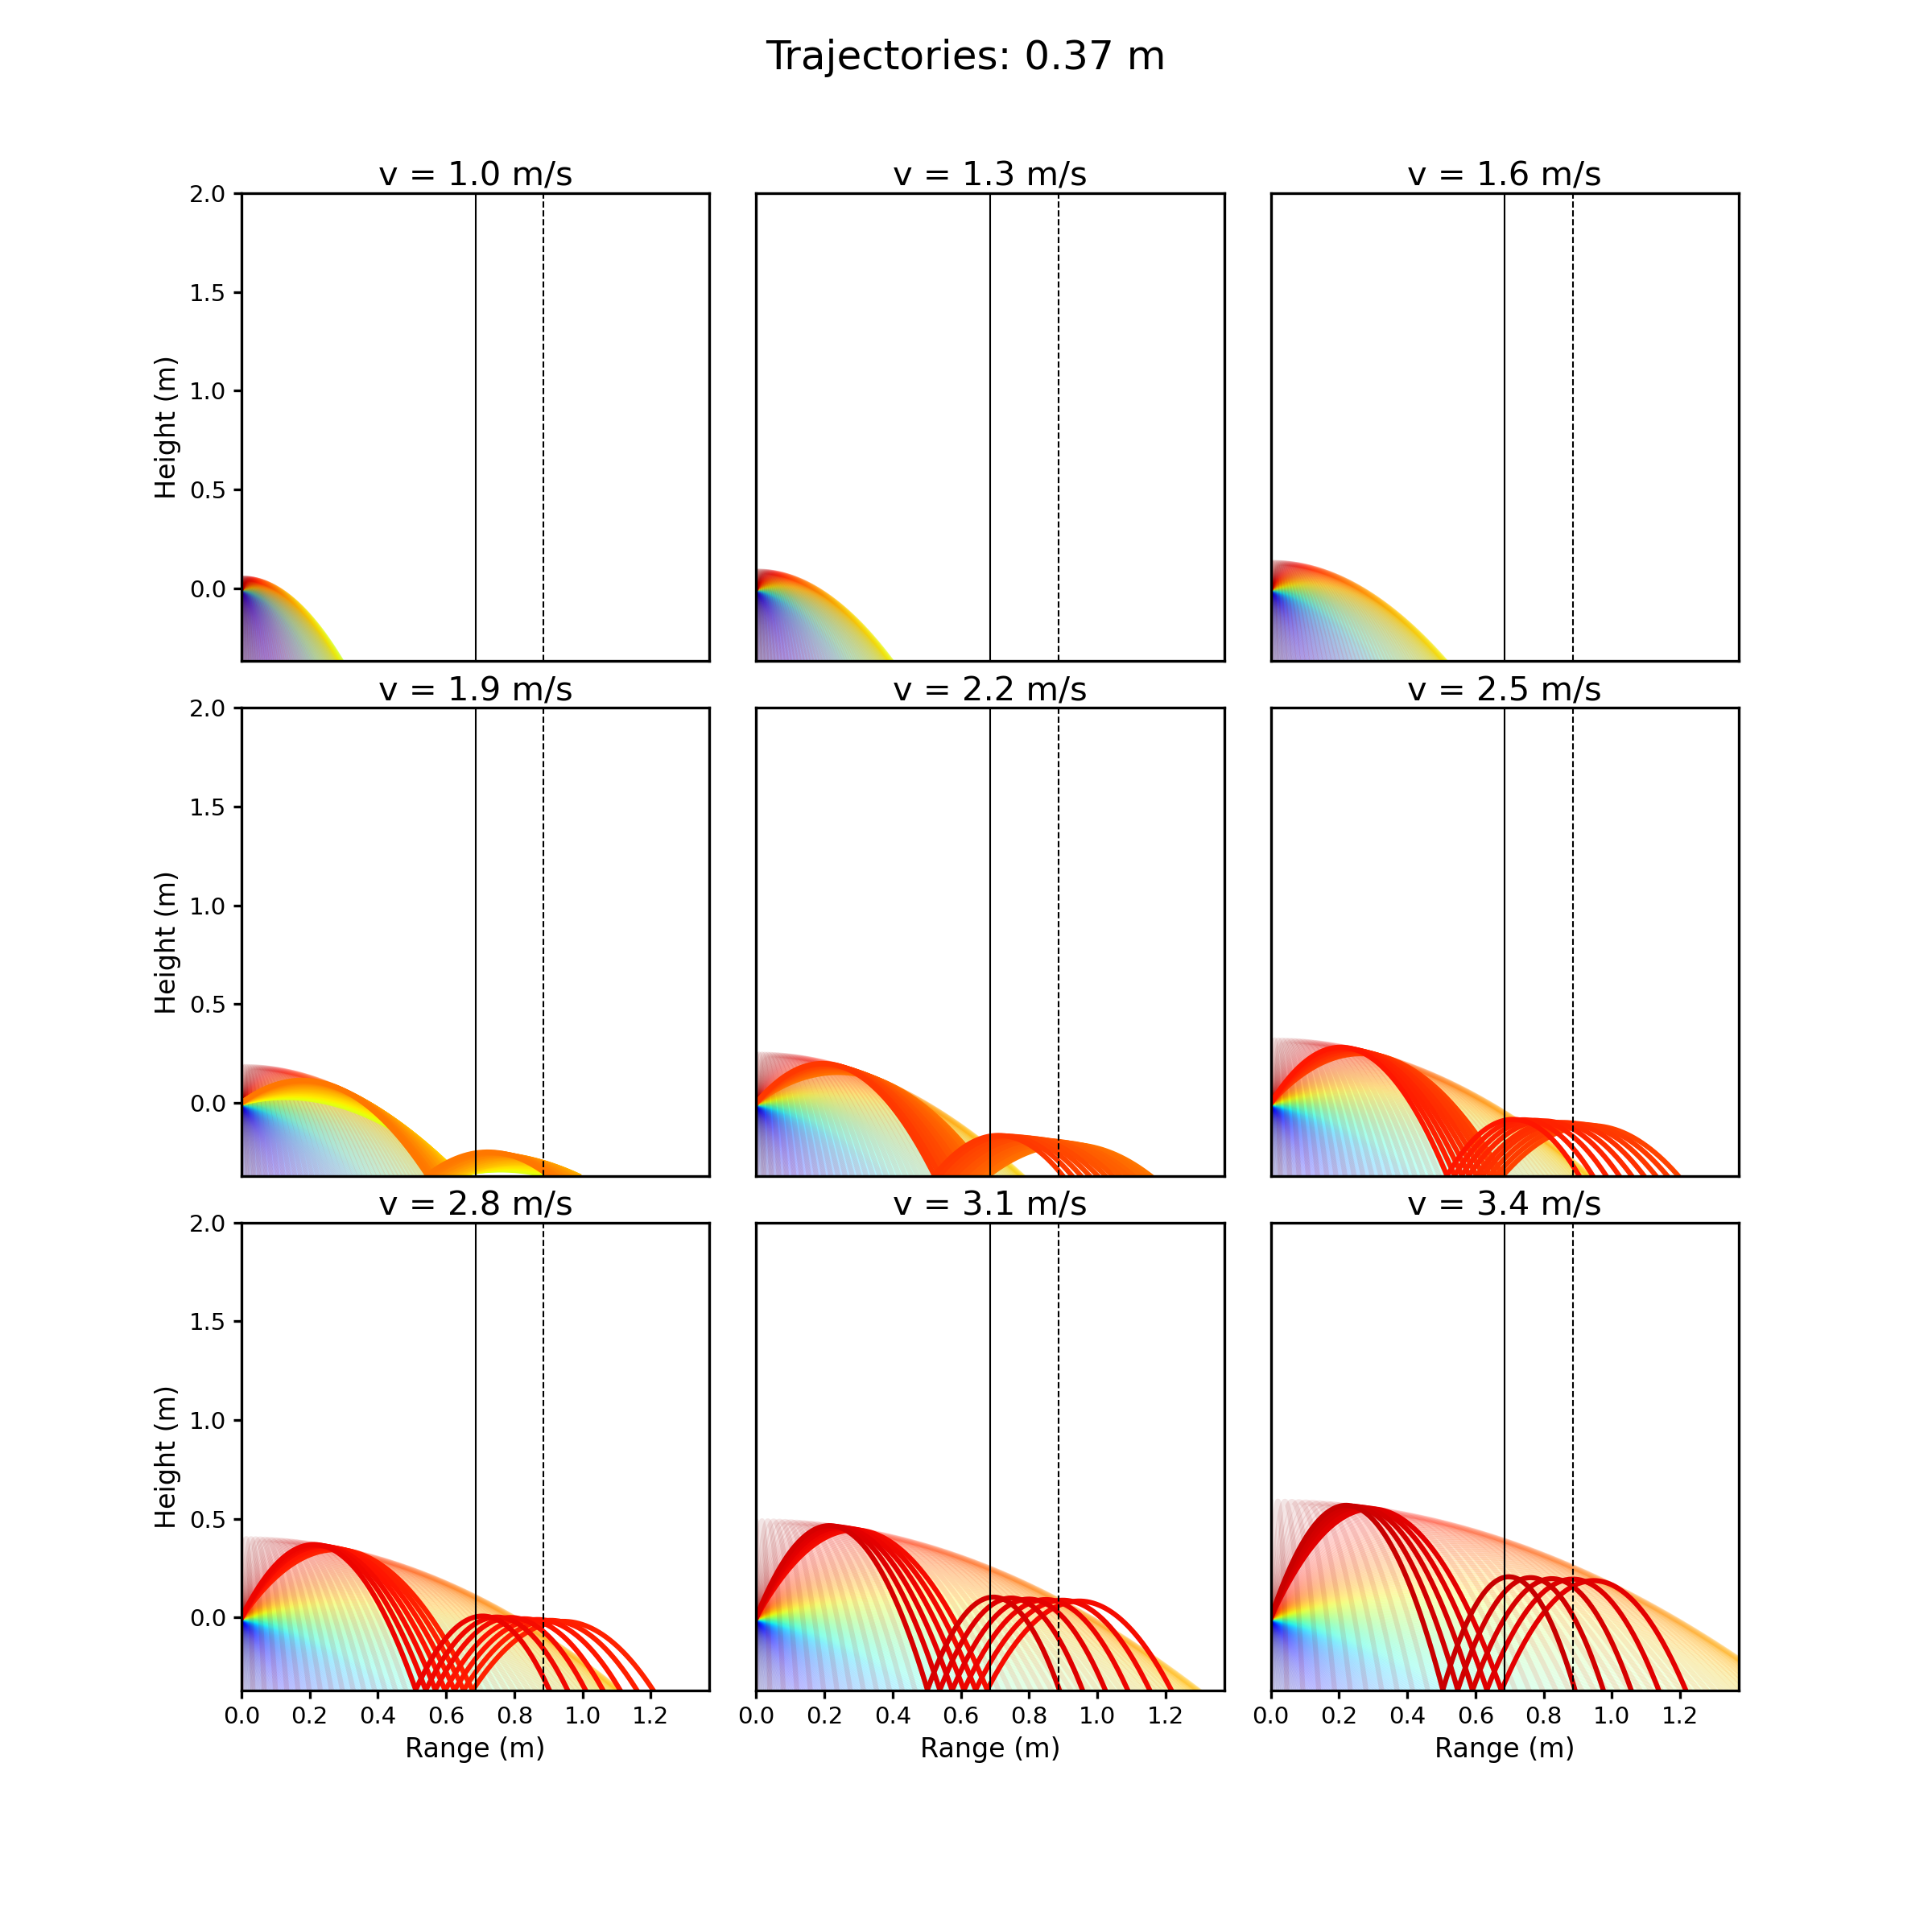 Trajectories: 0.37 m
v = 1.0 m/s
v = 1.3 m/s
v = 1.6 m/s
2.0
1.5
1.0
0.5
0.0
Height (m)
v = 1.9 m/s
v = 2.2 m/s
v = 2.5 m/s
2.0
1.5
1.0
0.5
0.0
Height (m)
v = 2.8 m/s
v = 3.1 m/s
v = 3.4 m/s
2.0
1.5
1.0
0.5
0.0
Height (m)
0.0 0.2 0.4 0.6 0.8 1.0 1.2
0.0 0.2 0.4 0.6 0.8 1.0 1.2
0.0 0.2 0.4 0.6 0.8 1.0 1.2
Range (m)
Range (m)
Range (m)